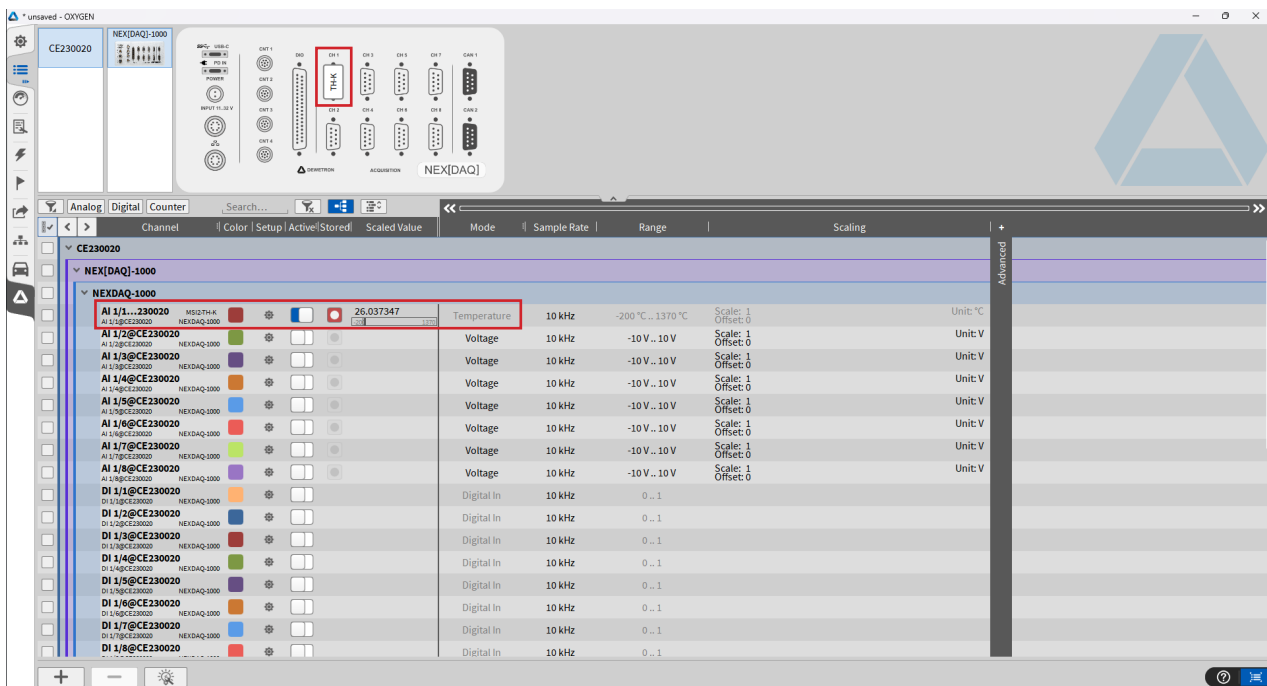 * unsaved - OXYGEN
CE230020
NEX[DAQ]-1000
USB-C
PD IN
POWER
INPUT 11..32 V
CNT 1
CNT 2
CNT 3
CNT 4
DIO
CH 1 CH 3 CH 5 CH 7 CAN 1
TH-K
CH 2 CH 4 CH 6 CH 8 CAN 2
DEWETRON ACQUISITION NEX[DAQ]
Analog Digital Counter Search...
Channel Color Setup Active Stored Scaled Value Mode Sample Rate Range Scaling +
Advanced
CE230020
NEX[DAQ]-1000
NEXDAQ-1000
AI 1/1...230020 MSI2-TH-K 26.037347 Temperature 10 kHz -200 °C .. 1370 °C Scale: 1 Unit: °C
AI 1/1@CE230020 NEXDAQ-1000 -200 1370 Offset: 0
AI 1/2@CE230020 Voltage 10 kHz -10 V .. 10 V Scale: 1 Unit: V
AI 1/2@CE230020 NEXDAQ-1000 Offset: 0
AI 1/3@CE230020 Voltage 10 kHz -10 V .. 10 V Scale: 1 Unit: V
AI 1/3@CE230020 NEXDAQ-1000 Offset: 0
AI 1/4@CE230020 Voltage 10 kHz -10 V .. 10 V Scale: 1 Unit: V
AI 1/4@CE230020 NEXDAQ-1000 Offset: 0
AI 1/5@CE230020 Voltage 10 kHz -10 V .. 10 V Scale: 1 Unit: V
AI 1/5@CE230020 NEXDAQ-1000 Offset: 0
AI 1/6@CE230020 Voltage 10 kHz -10 V .. 10 V Scale: 1 Unit: V
AI 1/6@CE230020 NEXDAQ-1000 Offset: 0
AI 1/7@CE230020 Voltage 10 kHz -10 V .. 10 V Scale: 1 Unit: V
AI 1/7@CE230020 NEXDAQ-1000 Offset: 0
AI 1/8@CE230020 Voltage 10 kHz -10 V .. 10 V Scale: 1 Unit: V
AI 1/8@CE230020 NEXDAQ-1000 Offset: 0
DI 1/1@CE230020 Digital In 10 kHz 0 .. 1
DI 1/1@CE230020 NEXDAQ-1000
DI 1/2@CE230020 Digital In 10 kHz 0 .. 1
DI 1/2@CE230020 NEXDAQ-1000
DI 1/3@CE230020 Digital In 10 kHz 0 .. 1
DI 1/3@CE230020 NEXDAQ-1000
DI 1/4@CE230020 Digital In 10 kHz 0 .. 1
DI 1/4@CE230020 NEXDAQ-1000
DI 1/5@CE230020 Digital In 10 kHz 0 .. 1
DI 1/5@CE230020 NEXDAQ-1000
DI 1/6@CE230020 Digital In 10 kHz 0 .. 1
DI 1/6@CE230020 NEXDAQ-1000
DI 1/7@CE230020 Digital In 10 kHz 0 .. 1
DI 1/7@CE230020 NEXDAQ-1000
DI 1/8@CE230020 Digital In 10 kHz 0 .. 1